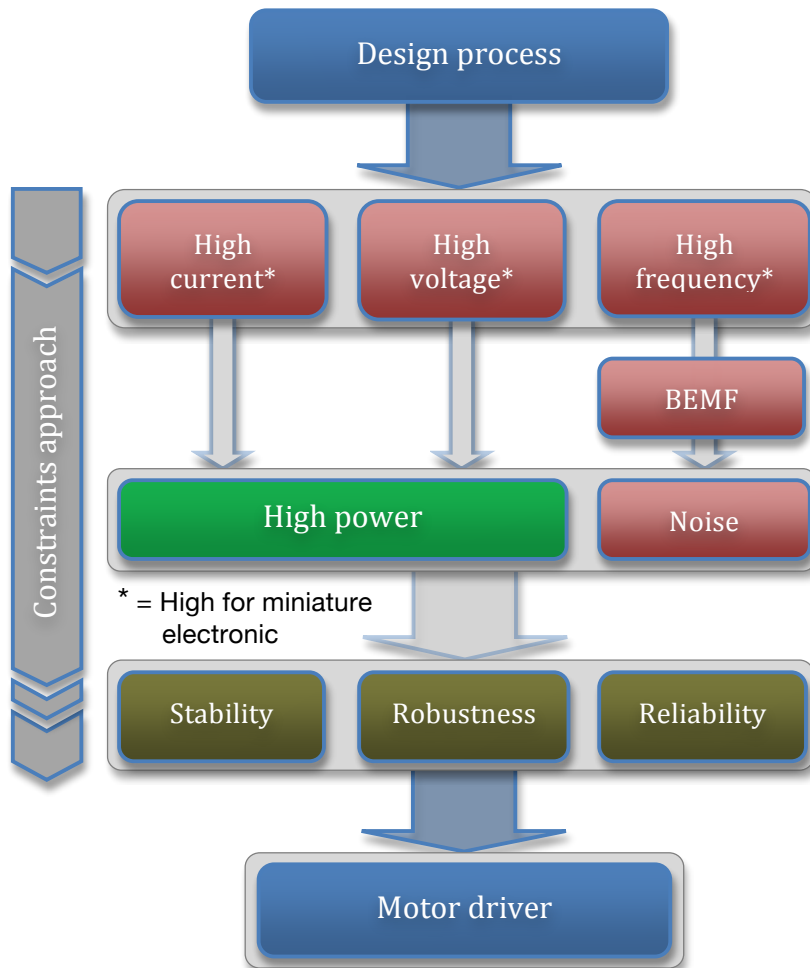 Design process
High
current*
High
voltage*
High
frequency*
BEMF
Constraints approach
High power
Noise
* = High for miniature
electronic
Stability
Robustness
Reliability
Motor driver